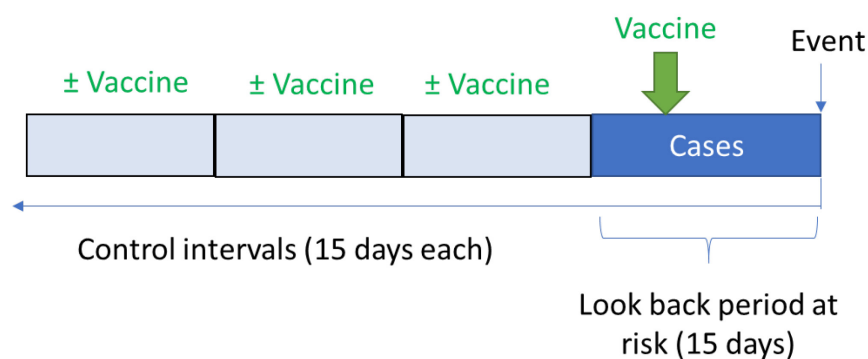 Vaccine
Event
± Vaccine
± Vaccine
± Vaccine
Cases
Control intervals (15 days each)
Look back period at
risk (15 days)